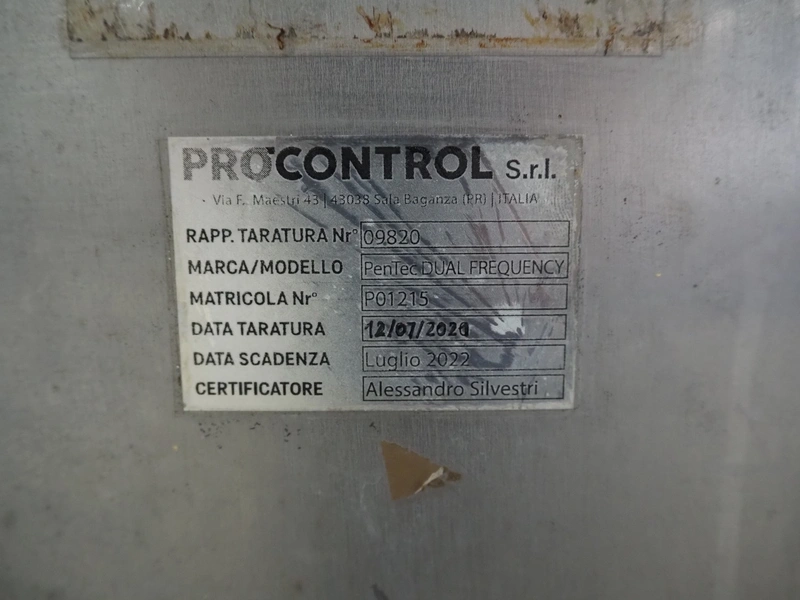 PROCONTROL S.r.l.
Via F. Maestri 43 | 43038 Sala Baganza (PR) | ITALIA
RAPP. TARATURA Nr° 09820
MARCA/MODELLO PenTec DUAL FREQUENCY
MATRICOLA Nr° P01215
DATA TARATURA 12/07/2021
DATA SCADENZA Luglio 2022
CERTIFICATORE Alessandro Silvestri